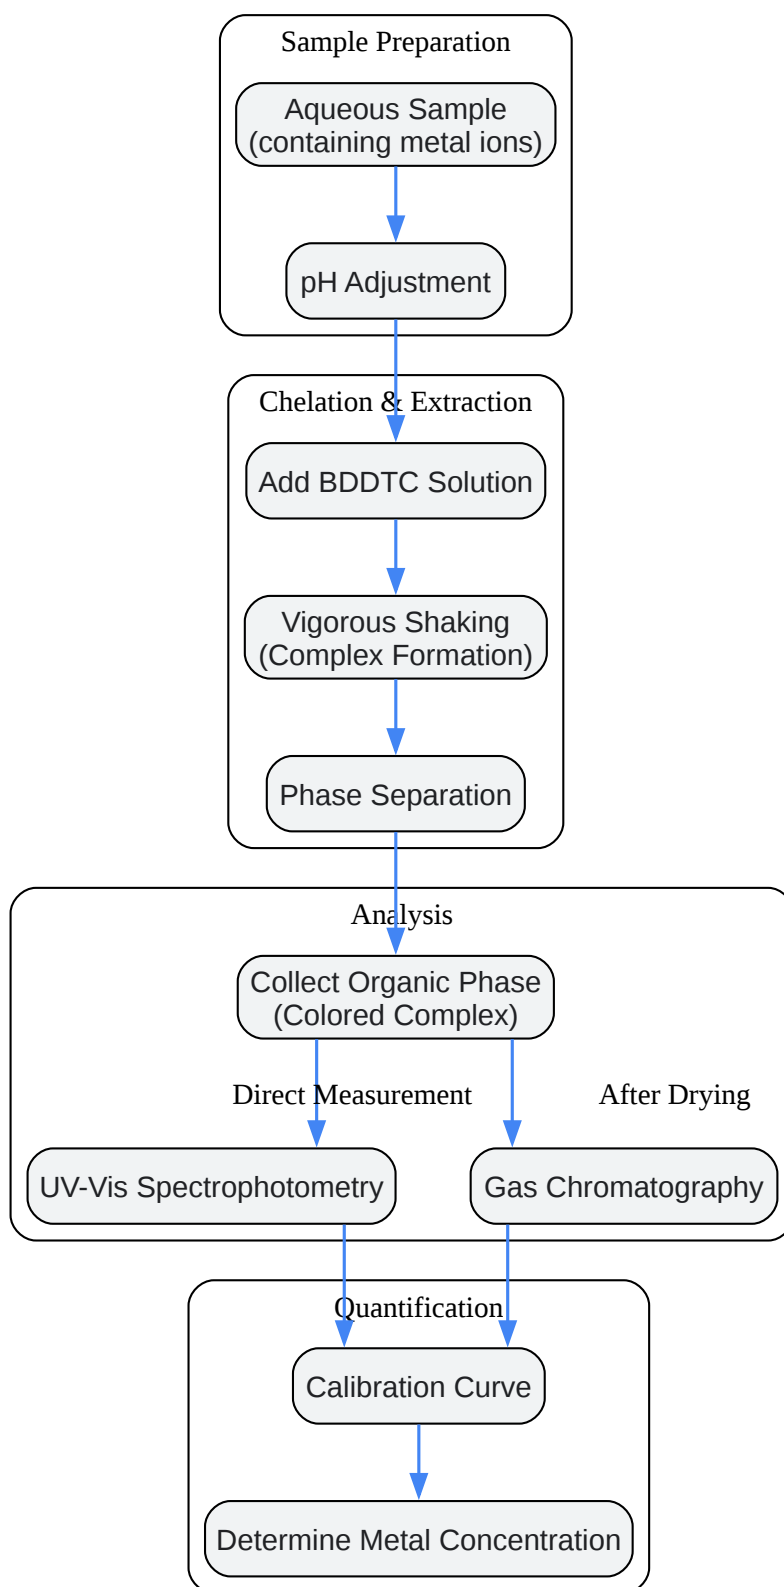 Sample Preparation
Aqueous Sample
(containing metal ions)
pH Adjustment
Chelation & Extraction
Add BDDTC Solution
Vigorous Shaking
(Complex Formation)
Phase Separation
Analysis
Collect Organic Phase
(Colored Complex)
Direct Measurement
After Drying
UV-Vis Spectrophotometry
Gas Chromatography
Quantification
Calibration Curve
Determine Metal Concentration